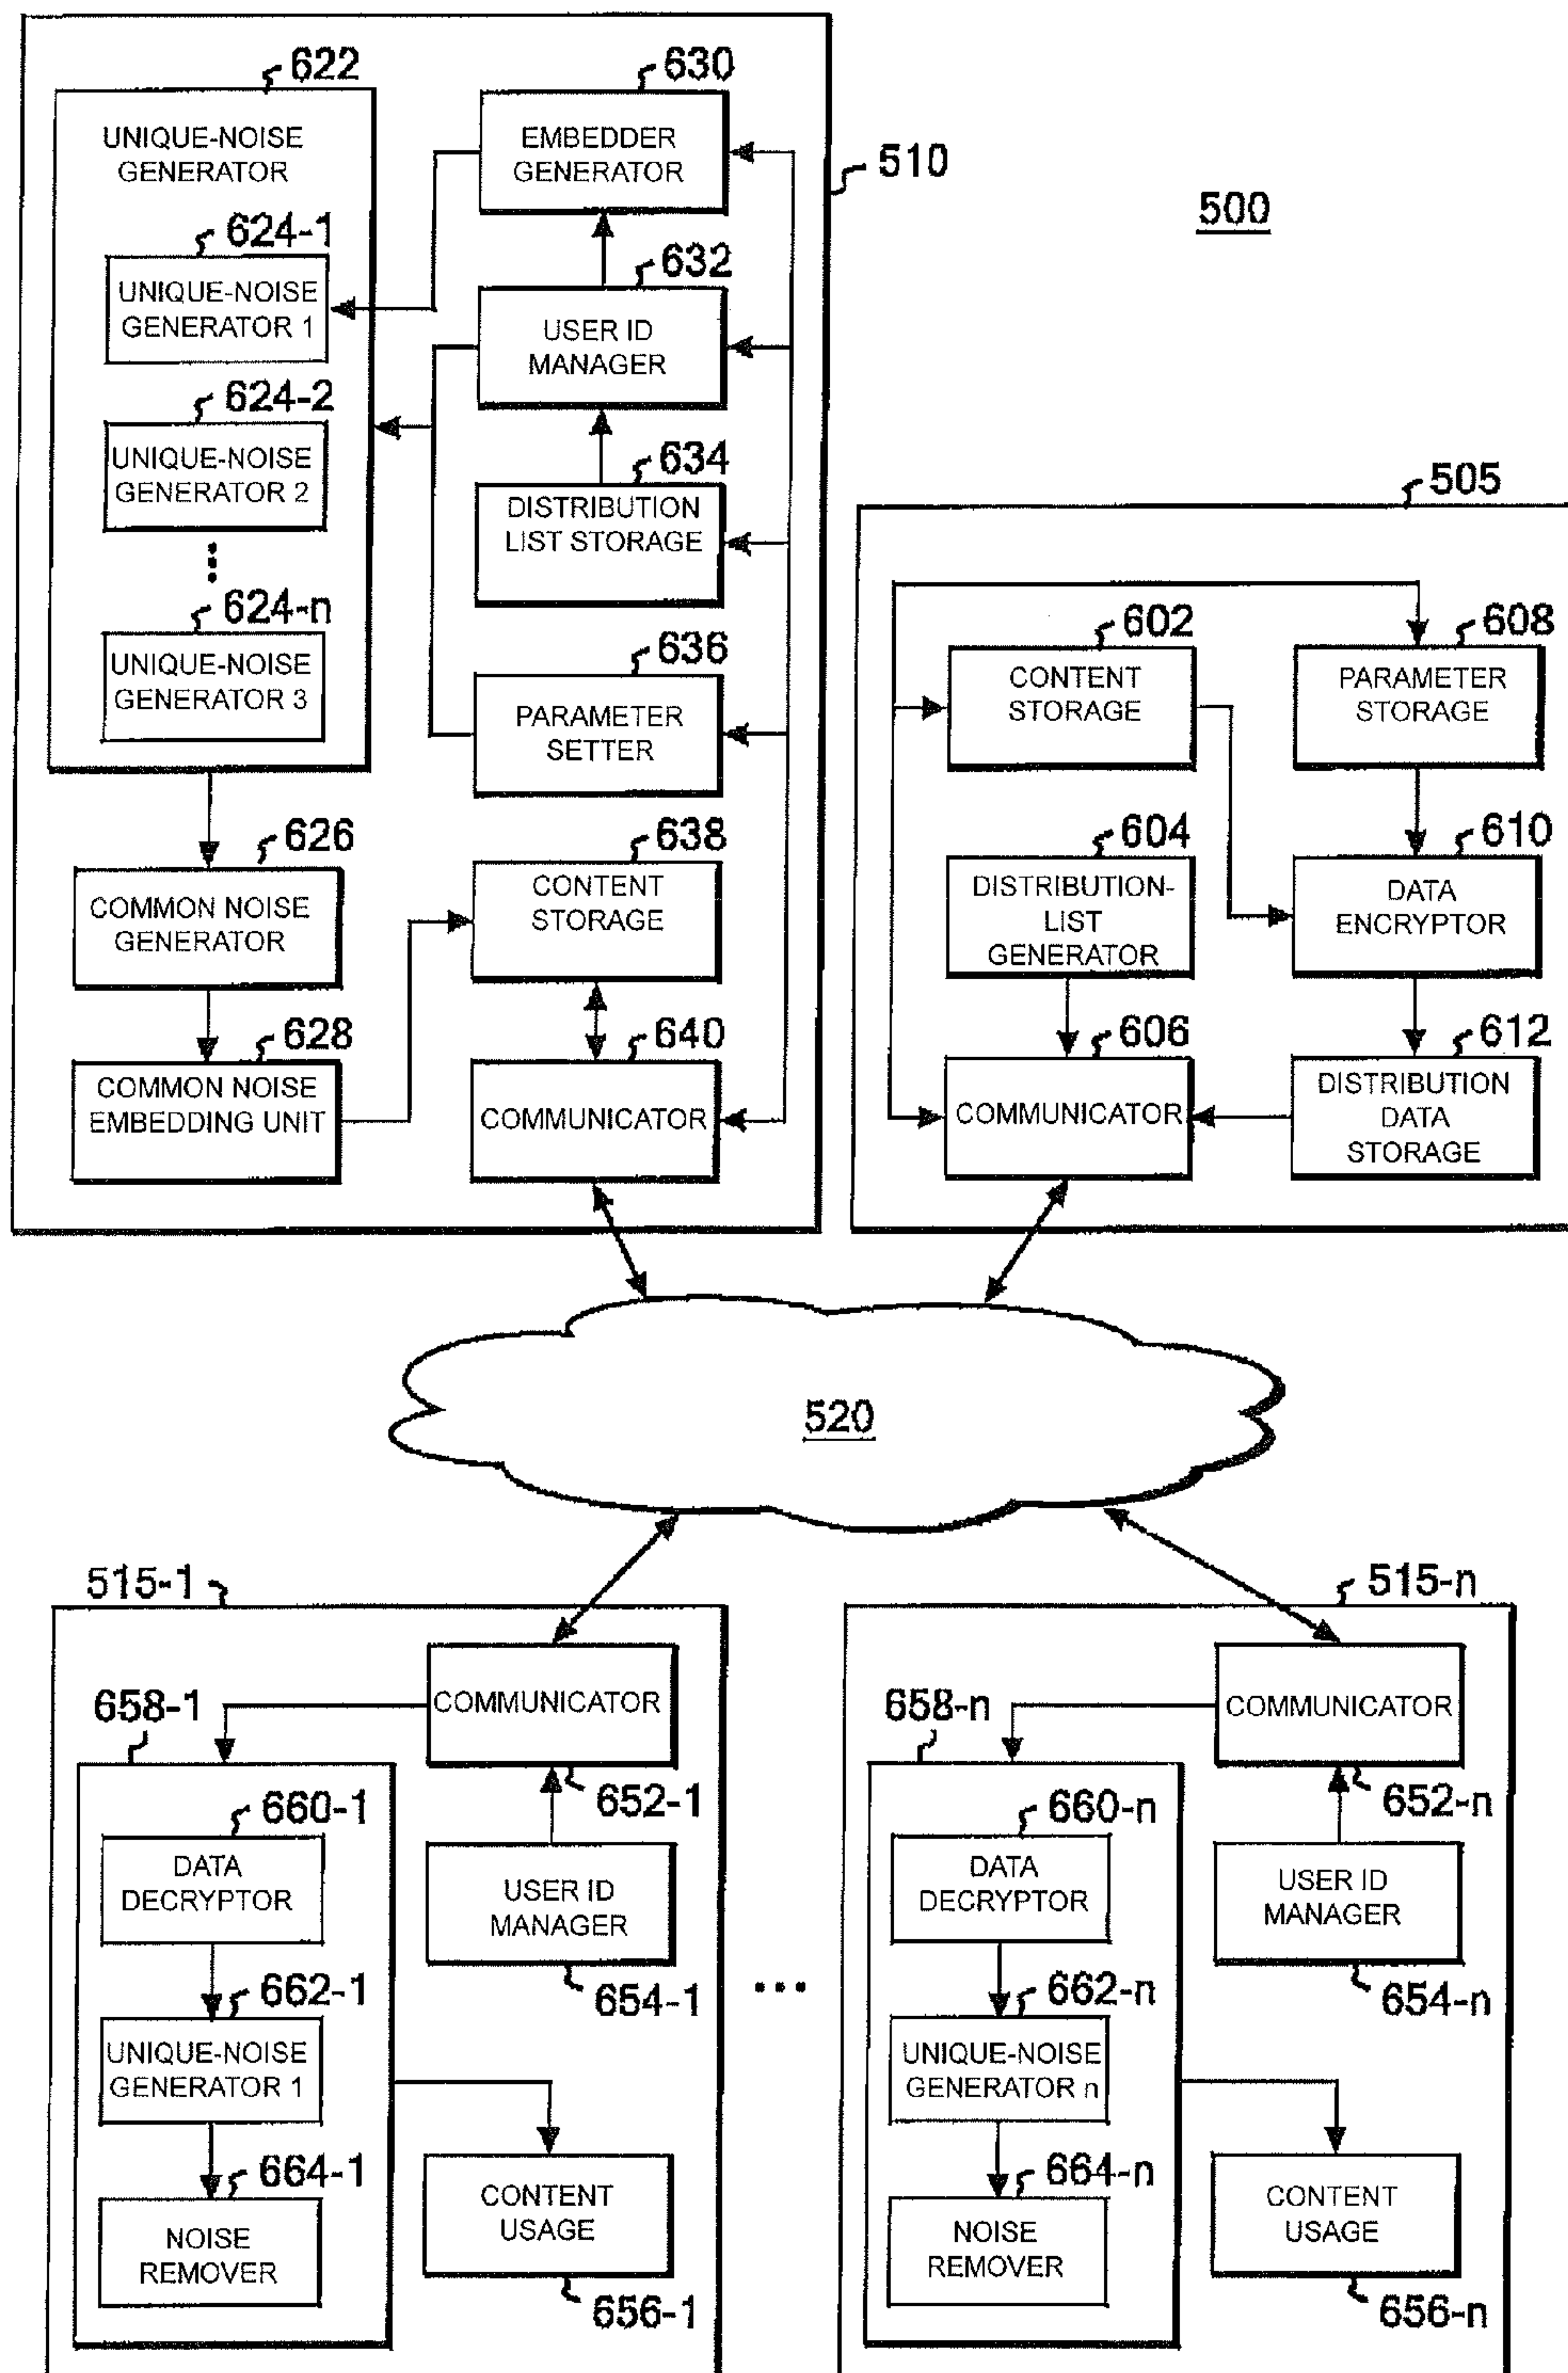 622
UNIQUE-NOISE
GENERATOR
624-1
UNIQUE-NOISE
GENERATOR 1
624-2
UNIQUE-NOISE
GENERATOR 2
...
624-n
UNIQUE-NOISE
GENERATOR 3
626
COMMON NOISE
GENERATOR
628
COMMON NOISE
EMBEDDING UNIT
630
EMBEDDER
GENERATOR
632
USER ID
MANAGER
634
DISTRIBUTION
LIST STORAGE
636
PARAMETER
SETTER
638
CONTENT
STORAGE
640
COMMUNICATOR
510
500
505
602
CONTENT
STORAGE
608
PARAMETER
STORAGE
604
DISTRIBUTION-
LIST
GENERATOR
610
DATA
ENCRYPTOR
606
COMMUNICATOR
612
DISTRIBUTION
DATA
STORAGE
520
515-1
COMMUNICATOR
652-1
658-1
660-1
DATA
DECRYPTOR
USER ID
MANAGER
654-1
662-1
UNIQUE-NOISE
GENERATOR 1
664-1
NOISE
REMOVER
CONTENT
USAGE
656-1
...
515-n
COMMUNICATOR
652-n
658-n
660-n
DATA
DECRYPTOR
USER ID
MANAGER
654-n
662-n
UNIQUE-NOISE
GENERATOR n
664-n
NOISE
REMOVER
CONTENT
USAGE
656-n